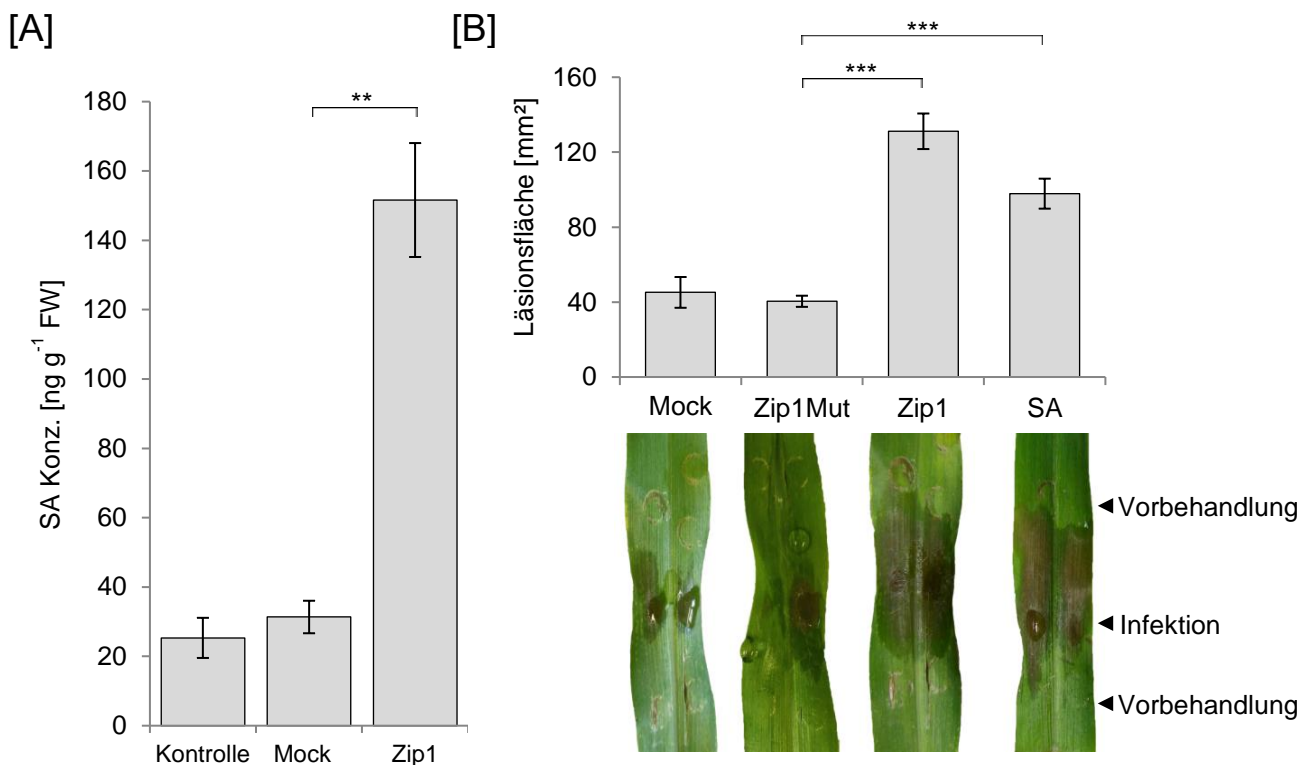 [A]
SA Konz. [ng g⁻¹ FW]
180
160
140
120
100
80
60
40
20
0
**
Kontrolle Mock Zip1
[B]
Läsionsfläche [mm²]
160
120
80
40
0
***
***
Mock Zip1Mut Zip1 SA
Vorbehandlung
Infektion
Vorbehandlung